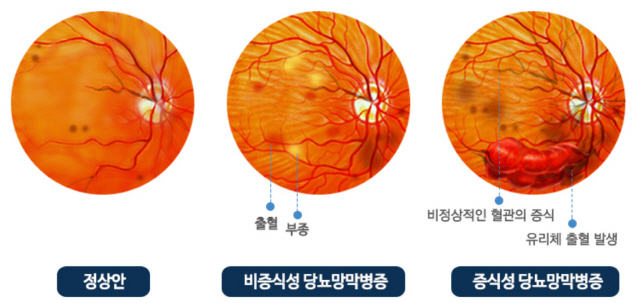 출혈
부종
비정상적인 혈관의 증식
유리체 출혈 발생
정상안
비증식성 당뇨망막병증
증식성 당뇨망막병증